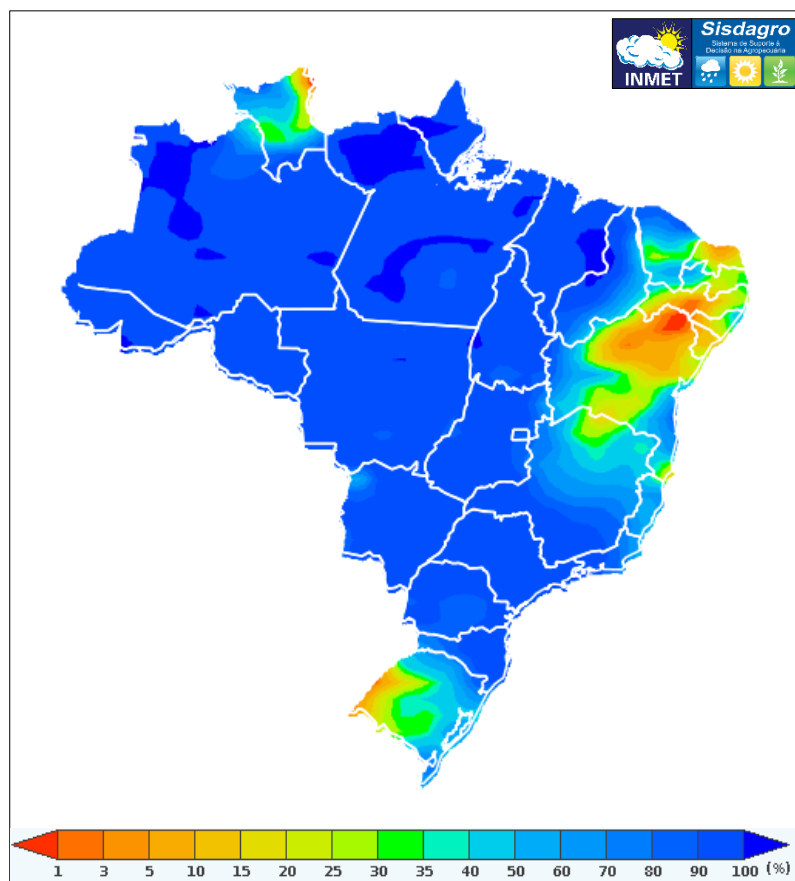 Sisdagro
Sistema de Suporte à
Decisão na Agropecuária
INMET
1 3 5 10 15 20 25 30 35 40 50 60 70 80 90 100 (%)